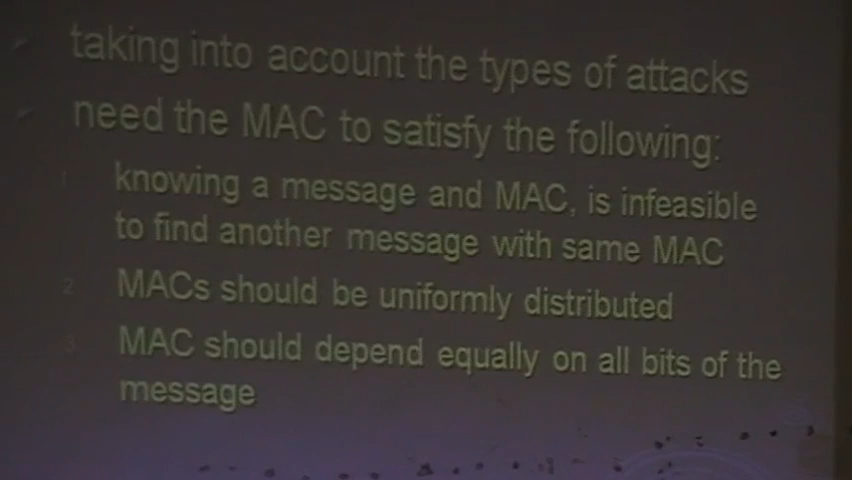 taking into account the types of attacks
need the MAC to satisfy the following:
1 knowing a message and MAC, is infeasible
to find another message with same MAC
2 MACs should be uniformly distributed
3 MAC should depend equally on all bits of the
message